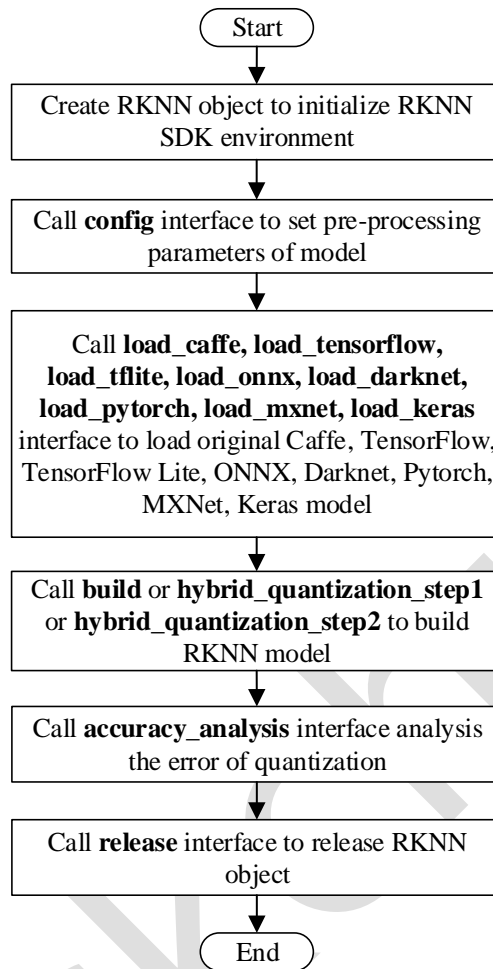 Start
Create RKNN object to initialize RKNN
SDK environment
Call config interface to set pre-processing
parameters of model
Call load_caffe, load_tensorflow,
load_tflite, load_onnx, load_darknet,
load_pytorch, load_mxnet, load_keras
interface to load original Caffe, TensorFlow,
TensorFlow Lite, ONNX, Darknet, Pytorch,
MXNet, Keras model
Call build or hybrid_quantization_step1
or hybrid_quantization_step2 to build
RKNN model
Call accuracy_analysis interface analysis
the error of quantization
Call release interface to release RKNN
object
End